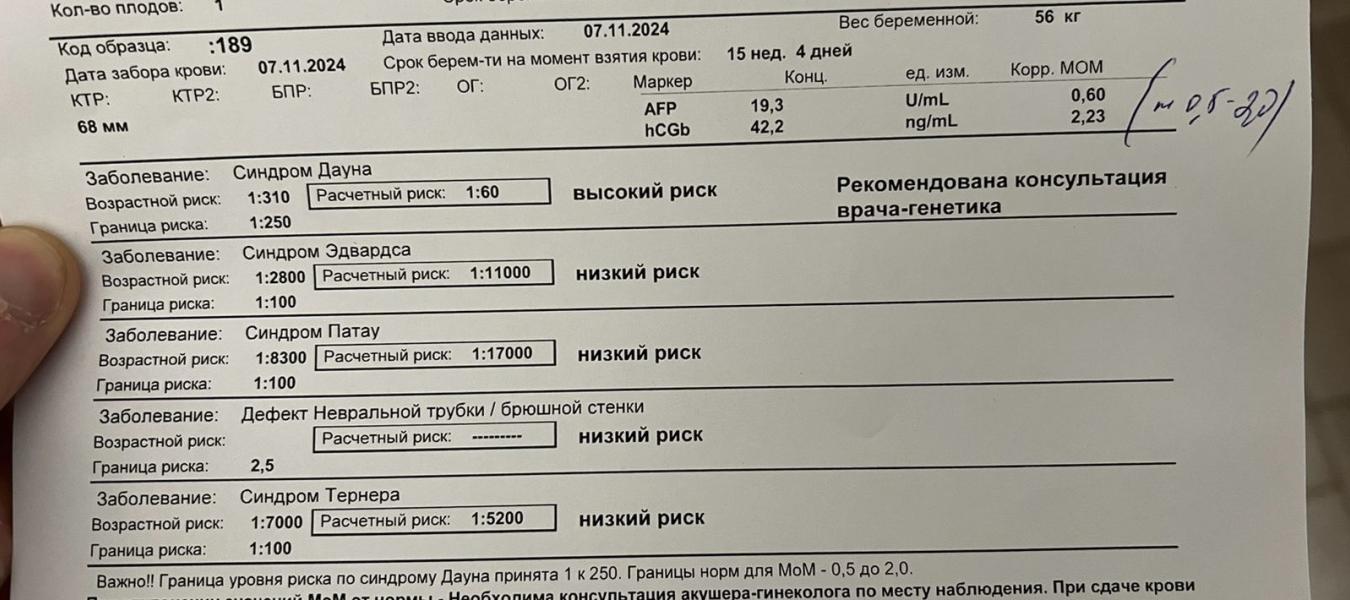 Кол-во плодов: 1
Код образца: :189 Дата ввода данных: 07.11.2024 Вес беременной: 56 кг
Дата забора крови: 07.11.2024 Срок берем-ти на момент взятия крови: 15 нед. 4 дней
КТР: КТР2: БПР: БПР2: ОГ: ОГ2: Маркер Конц. ед. изм. Корр. МОМ
68 мм AFP 19,3 U/mL 0,60
hCGb 42,2 ng/mL 2,23
Заболевание: Синдром Дауна
Возрастной риск: 1:310 Расчетный риск: 1:60 высокий риск Рекомендована консультация
Граница риска: 1:250 врача-генетика
Заболевание: Синдром Эдвардса
Возрастной риск: 1:2800 Расчетный риск: 1:11000 низкий риск
Граница риска: 1:100
Заболевание: Синдром Патау
Возрастной риск: 1:8300 Расчетный риск: 1:17000 низкий риск
Граница риска: 1:100
Заболевание: Дефект Невральной трубки / брюшной стенки
Возрастной риск: Расчетный риск: --------- низкий риск
Граница риска: 2,5
Заболевание: Синдром Тернера
Возрастной риск: 1:7000 Расчетный риск: 1:5200 низкий риск
Граница риска: 1:100
Важно!! Граница уровня риска по синдрому Дауна принята 1 к 250. Границы норм для МоМ - 0,5 до 2,0.
МоМ от нормы - Необходима консультация акушера-гинеколога по месту наблюдения. При сдаче крови